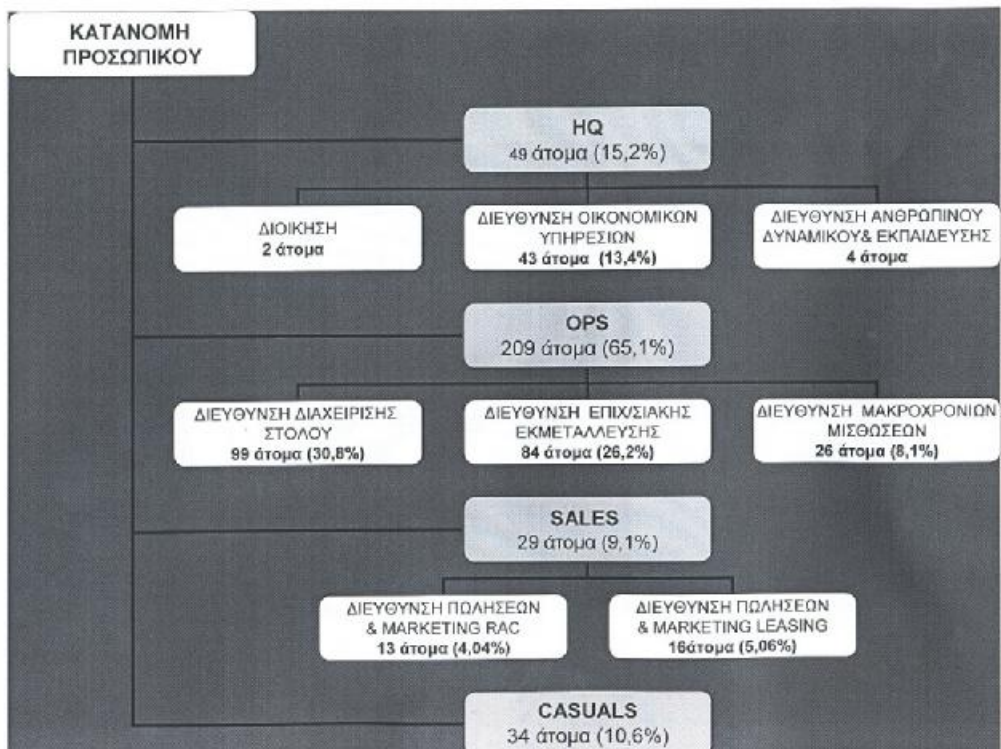 ΚΑΤΑΝΟΜΗ
ΠΡΟΣΩΠΙΚΟΥ
HQ
49 άτομα (15,2%)
ΔΙΟΙΚΗΣΗ
2 άτομα
ΔΙΕΥΘΥΝΣΗ ΟΙΚΟΝΟΜΙΚΩΝ
ΥΠΗΡΕΣΙΩΝ
43 άτομα (13,4%)
ΔΙΕΥΘΥΝΣΗ ΑΝΘΡΩΠΙΝΟΥ
ΔΥΝΑΜΙΚΟΥ& ΕΚΠΑΙΔΕΥΣΗΣ
4 άτομα
OPS
209 άτομα (65,1%)
ΔΙΕΥΘΥΝΣΗ ΔΙΑΧΕΙΡΙΣΗΣ
ΣΤΟΛΟΥ
99 άτομα (30,8%)
ΔΙΕΥΘΥΝΣΗ ΕΠΙΧ/ΣΙΑΚΗΣ
ΕΚΜΕΤΑΛΛΕΥΣΗΣ
84 άτομα (26,2%)
ΔΙΕΥΘΥΝΣΗ ΜΑΚΡΟΧΡΟΝΙΩΝ
ΜΙΣΘΩΣΕΩΝ
26 άτομα (8,1%)
SALES
29 άτομα (9,1%)
ΔΙΕΥΘΥΝΣΗ ΠΩΛΗΣΕΩΝ
& MARKETING RAC
13 άτομα (4,04%)
ΔΙΕΥΘΥΝΣΗ ΠΩΛΗΣΕΩΝ
& MARKETING LEASING
16άτομα (5,06%)
CASUALS
34 άτομα (10,6%)